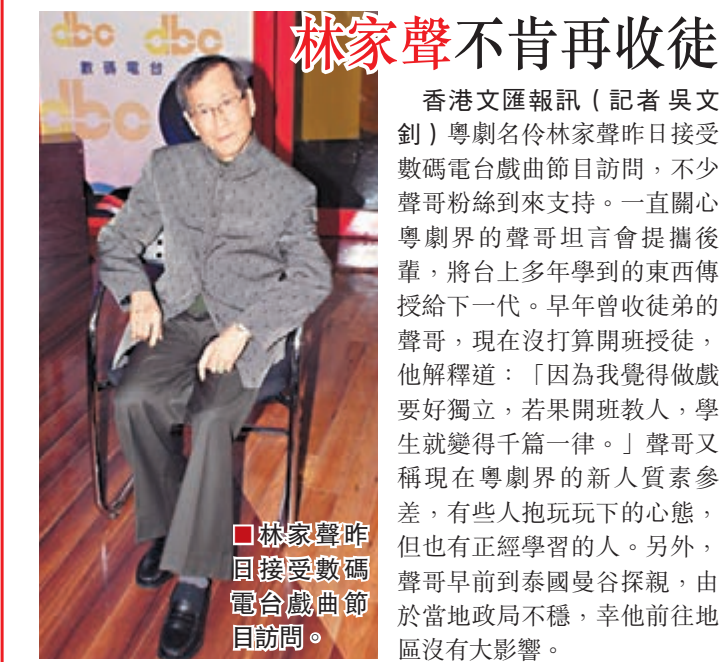 林家聲不肯再收徒
香港文匯報訊（記者 吳文
釗）粵劇名伶林家聲昨日接受
數碼電台戲曲節目訪問，不少
聲哥粉絲到來支持。一直關心
粵劇界的聲哥坦言會提攜後
輩，將台上多年學到的東西傳
授給下一代。早年曾收徒弟的
聲哥，現在沒打算開班授徒，
他解釋道：「因為我覺得做戲
要好獨立，若果開班教人，學
生就變得千篇一律。」聲哥又
稱現在粵劇界的新人質素參
差，有些人抱玩玩下的心態，
但也有正經學習的人。另外，
聲哥早前到泰國曼谷探親，由
於當地政局不穩，幸他前往地
區沒有大影響。
dbc dbc
數碼電台
dbc
■林家聲昨
日接受數碼
電台戲曲節
目訪問。